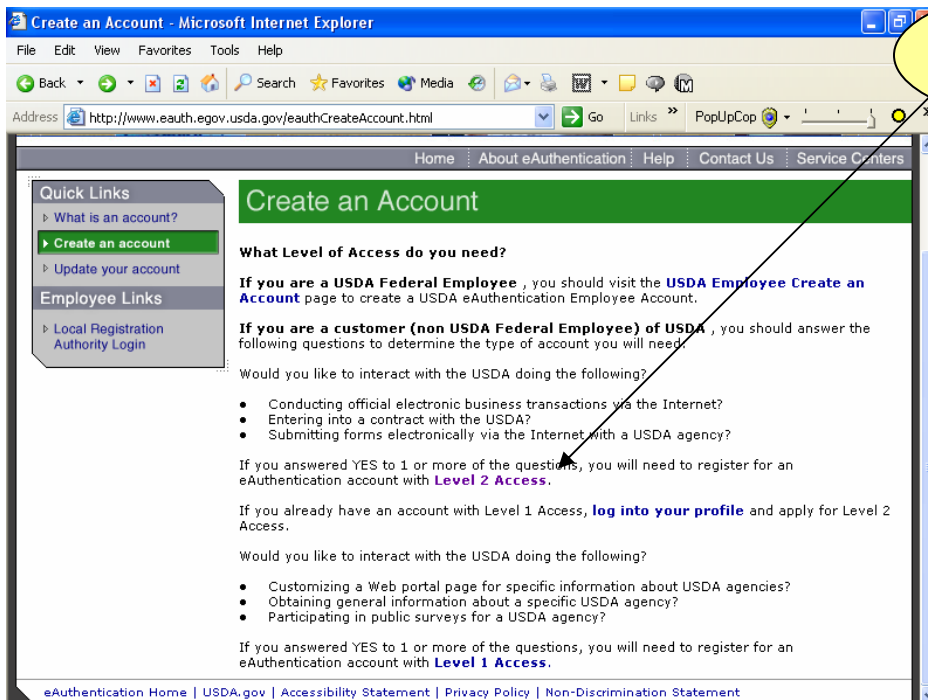 Create an Account - Microsoft Internet Explorer
File Edit View Favorites Tools Help
Back Search Favorites Media
Address http://www.eauth.egov.usda.gov/eauthCreateAccount.html Go Links » PopUpCop
Home About eAuthentication Help Contact Us Service Centers
Quick Links
What is an account?
Create an account
Update your account
Employee Links
Local Registration
Authority Login
Create an Account
What Level of Access do you need?
If you are a USDA Federal Employee , you should visit the USDA Employee Create an
Account page to create a USDA eAuthentication Employee Account.
If you are a customer (non USDA Federal Employee) of USDA , you should answer the
following questions to determine the type of account you will need:
Would you like to interact with the USDA doing the following?
● Conducting official electronic business transactions via the Internet?
● Entering into a contract with the USDA?
● Submitting forms electronically via the Internet with a USDA agency?
If you answered YES to 1 or more of the questions, you will need to register for an
eAuthentication account with Level 2 Access.
If you already have an account with Level 1 Access, log into your profile and apply for Level 2
Access.
Would you like to interact with the USDA doing the following?
● Customizing a Web portal page for specific information about USDA agencies?
● Obtaining general information about a specific USDA agency?
● Participating in public surveys for a USDA agency?
If you answered YES to 1 or more of the questions, you will need to register for an
eAuthentication account with Level 1 Access.
eAuthentication Home | USDA.gov | Accessibility Statement | Privacy Policy | Non-Discrimination Statement